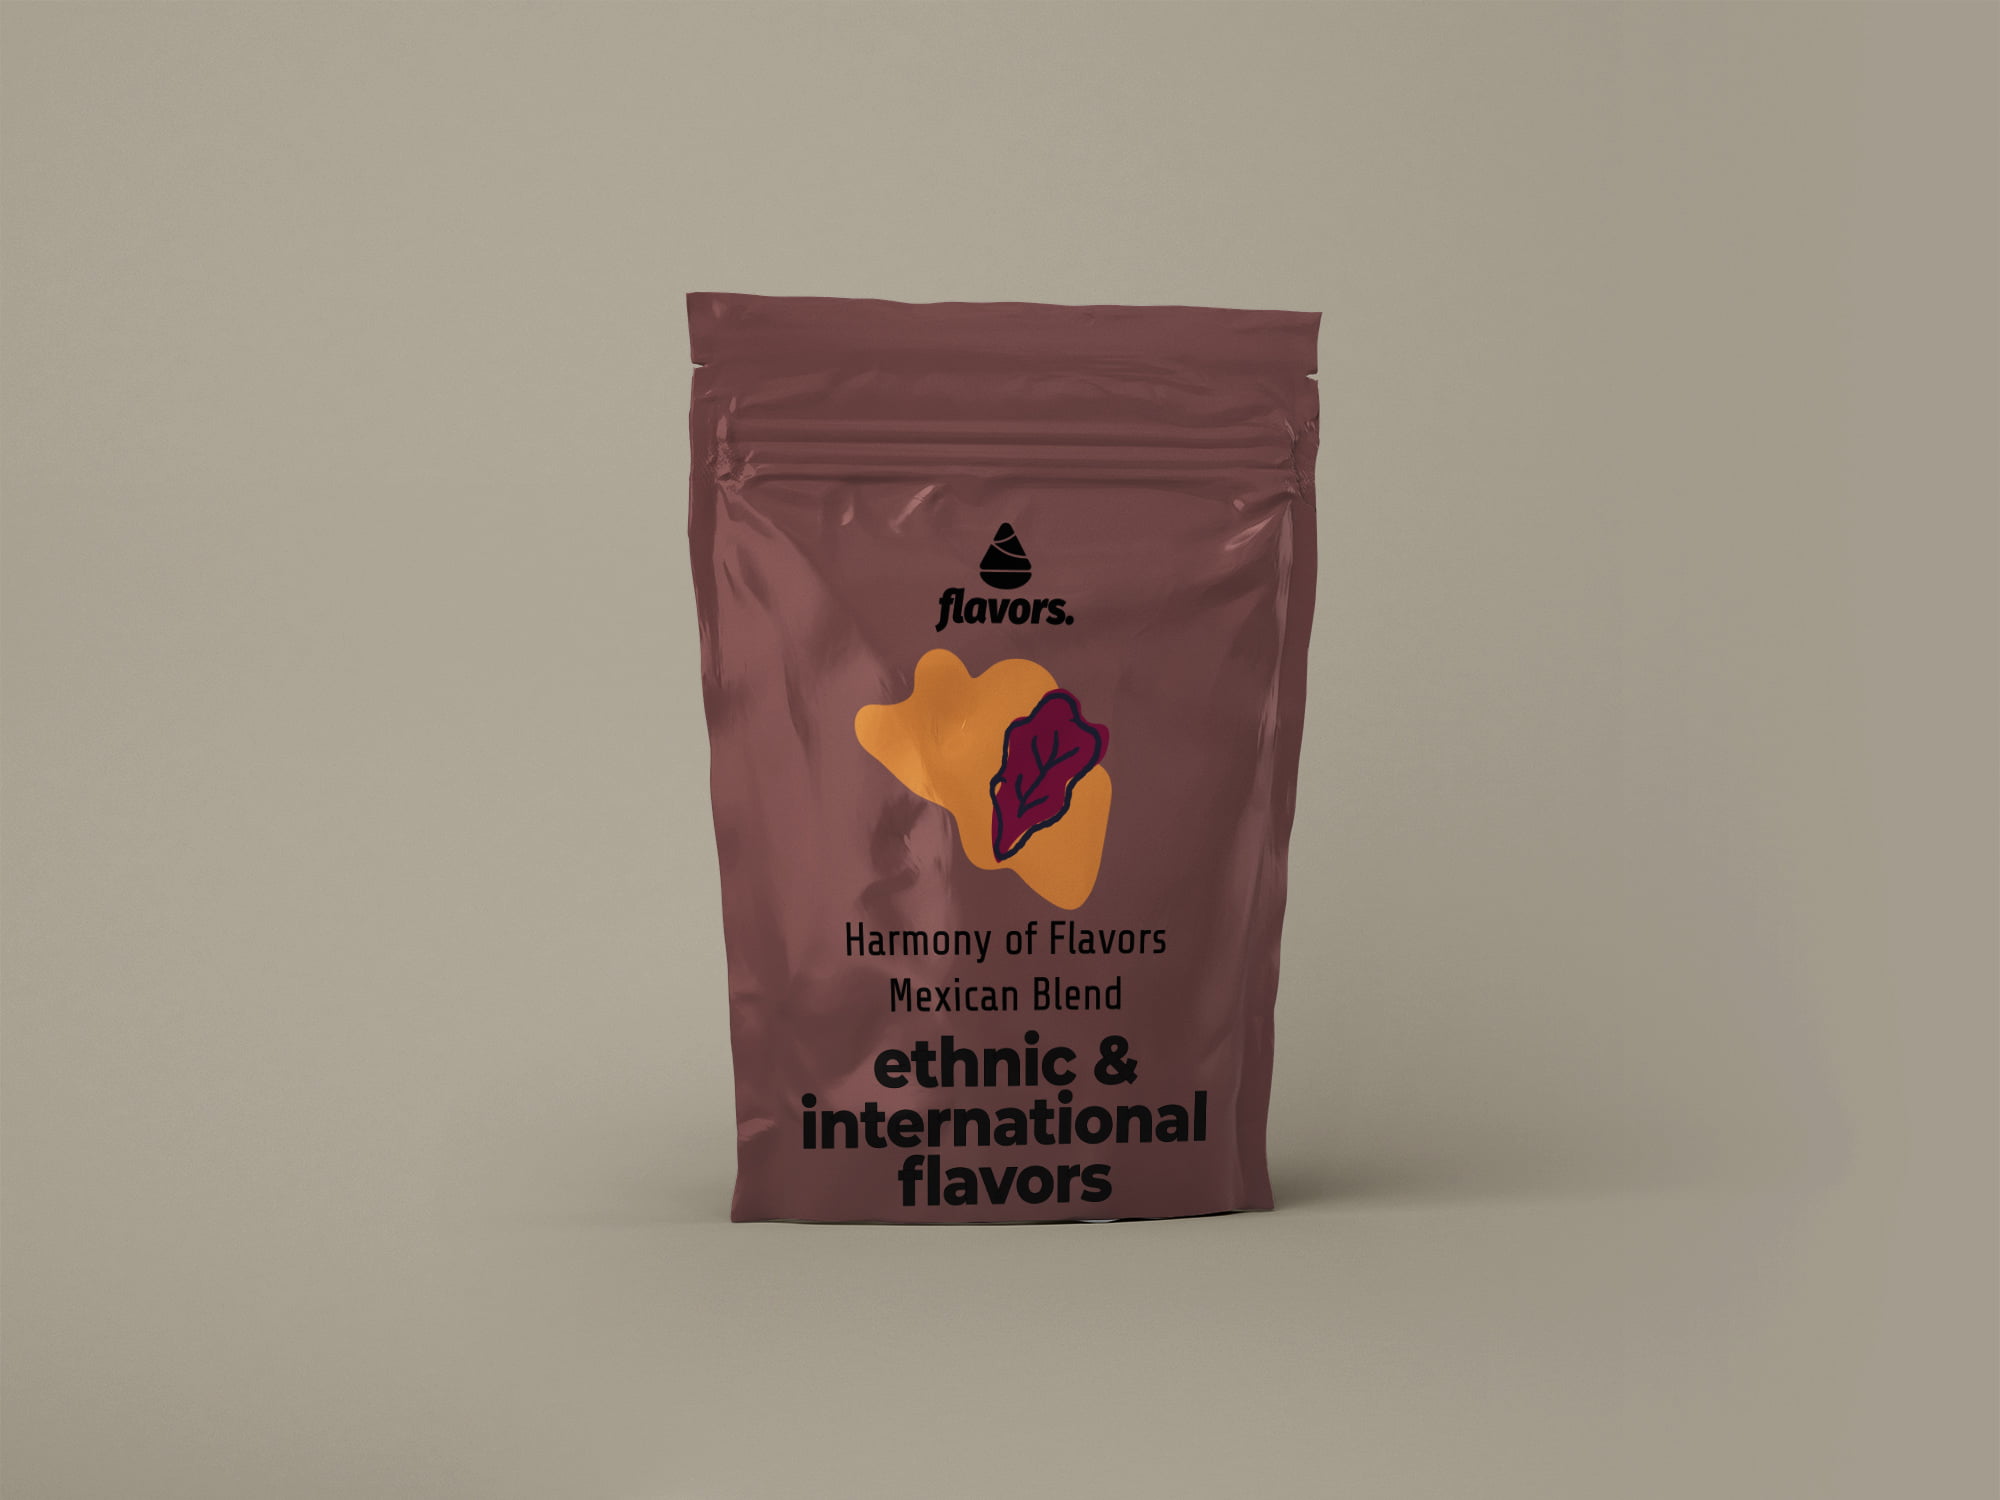 flavors.
Harmony of Flavors
Mexican Blend
ethnic &
international
flavors